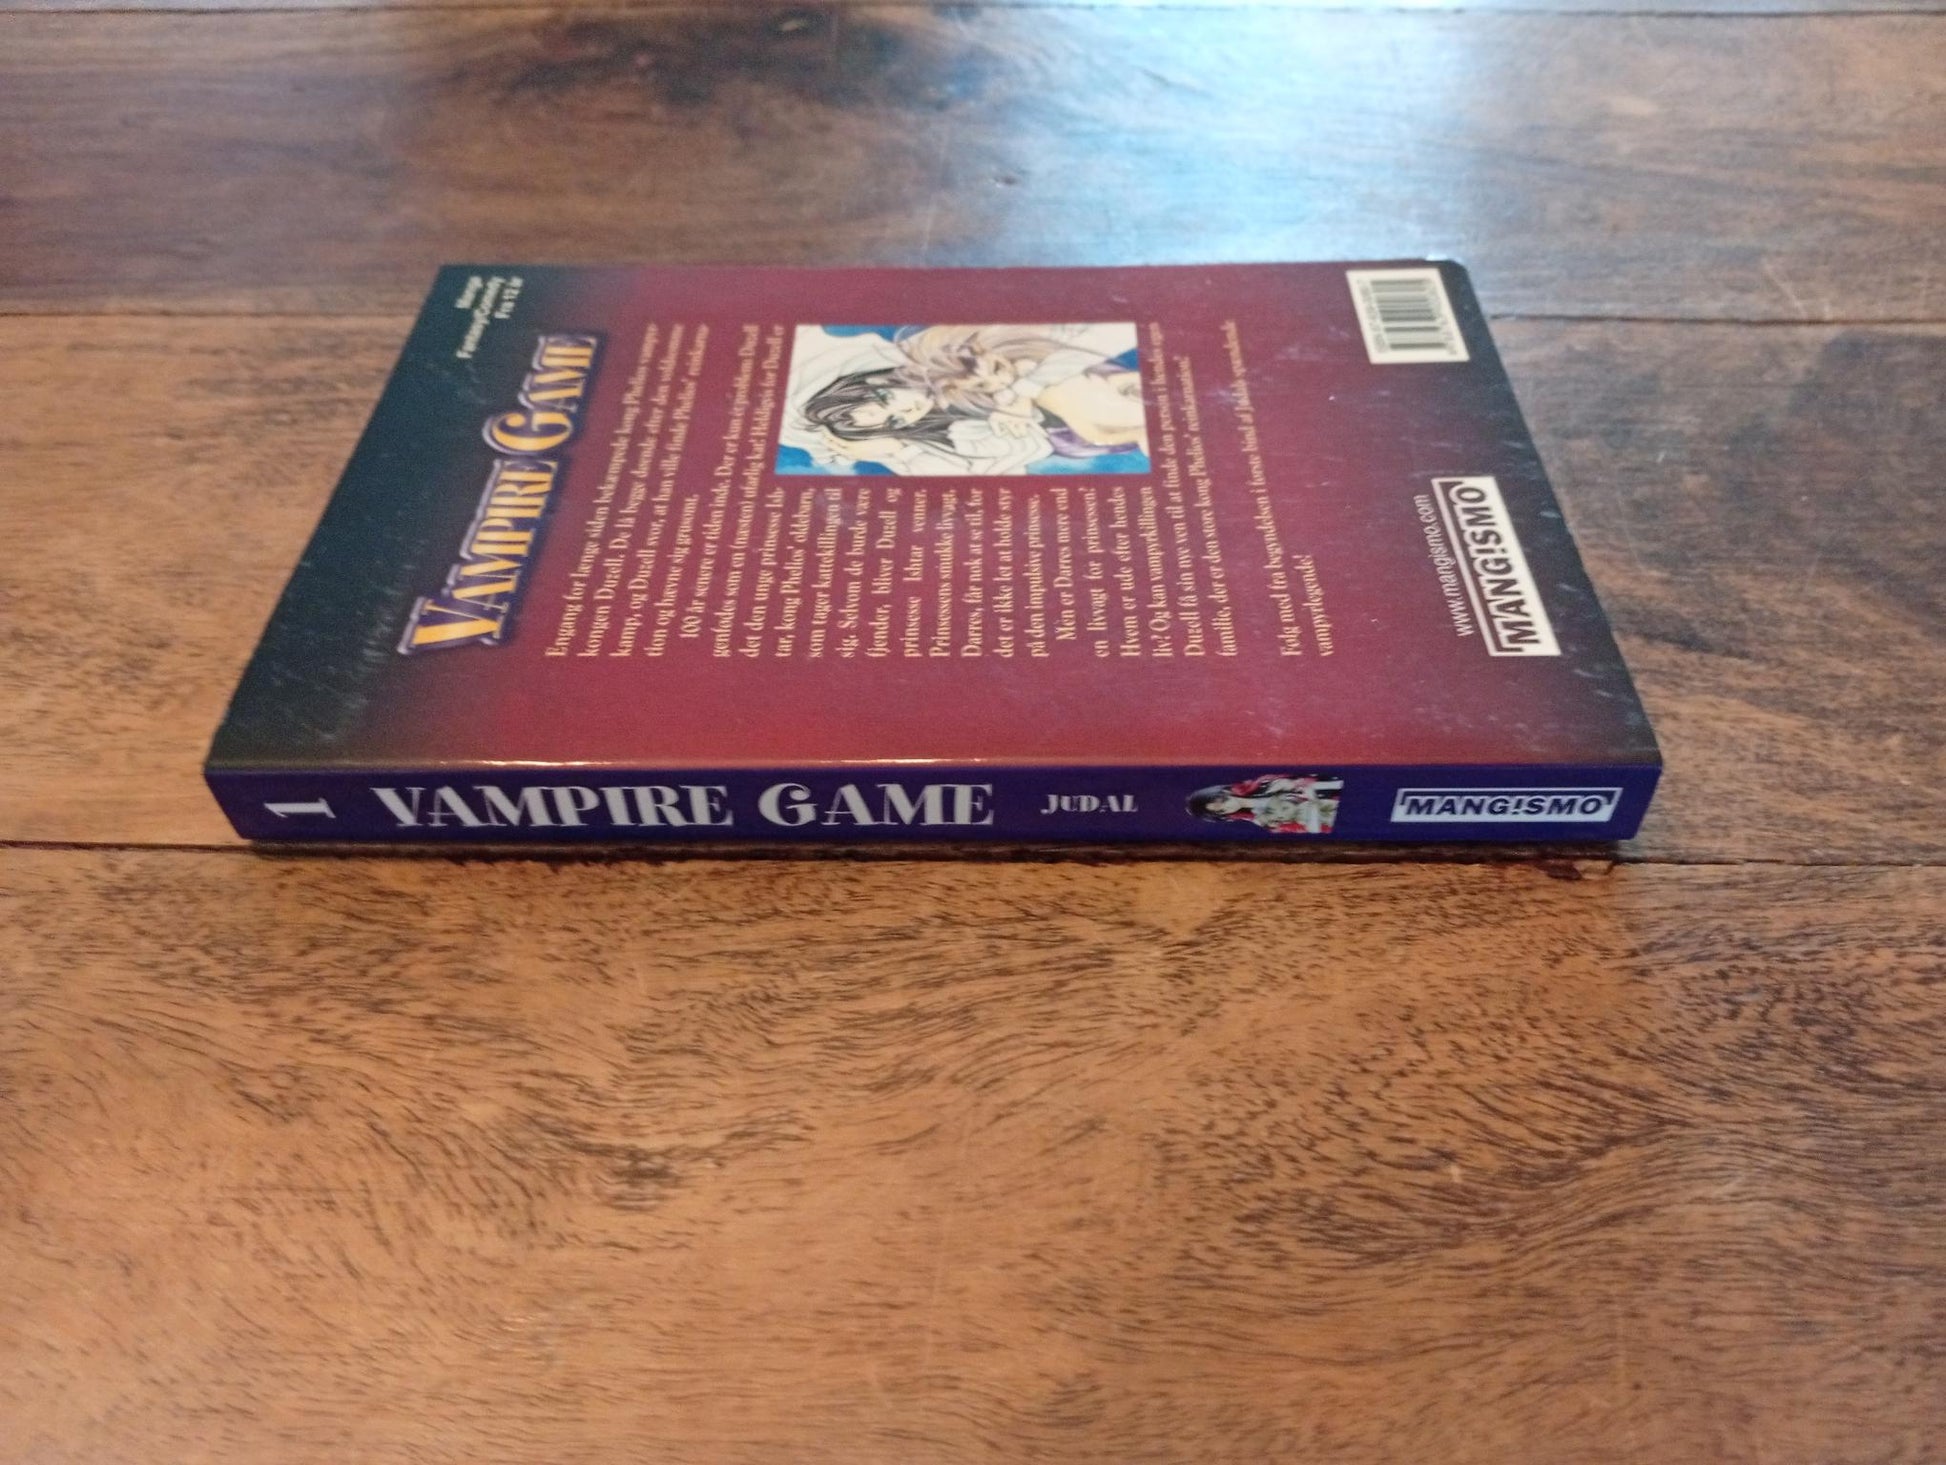 1 VAMPIRE GAME JUDAL MANG!SMO
Manga
Fantasy/Comedy
Fra 12 år
VAMPIRE GAME
Engang for længe siden bekæmpede kong Phelios vampyr-
kongen Duzell. De lå begge døende efter deres voldsomme
kamp, og Duzell svor, at han ville finde Phelios' reinkarna-
tion og hævne sig grusomt.
100 år senere er tiden inde. Der er kun ét problem: Duzell
genfødes som en (næsten) ufarlig kat! Heldigvis for Duzell er
det den unge prinsesse Ish-
tar, kong Phelios' oldebarn,
som tager kattekillingen til
sig. Selvom de burde være
fjender, bliver Duzell og
prinsesse Ishtar venner.
Prinsessens smukke livvagt,
Darres, får nok at se til, for
det er ikke let at holde styr
på den impulsive prinsesse.
Men er Darres mere end
en livvagt for prinsessen?
Hvem er ude efter hendes
liv? Og kan vampyrkillingen
Duzell få sin nye ven til at finde den person i hendes egen
familie, der er den store kong Phelios' reinkarnation?
Følg med fra begyndelsen i første bind af Judals spændende
vampyrlegende!
www.mangismo.com
MANG!SMO